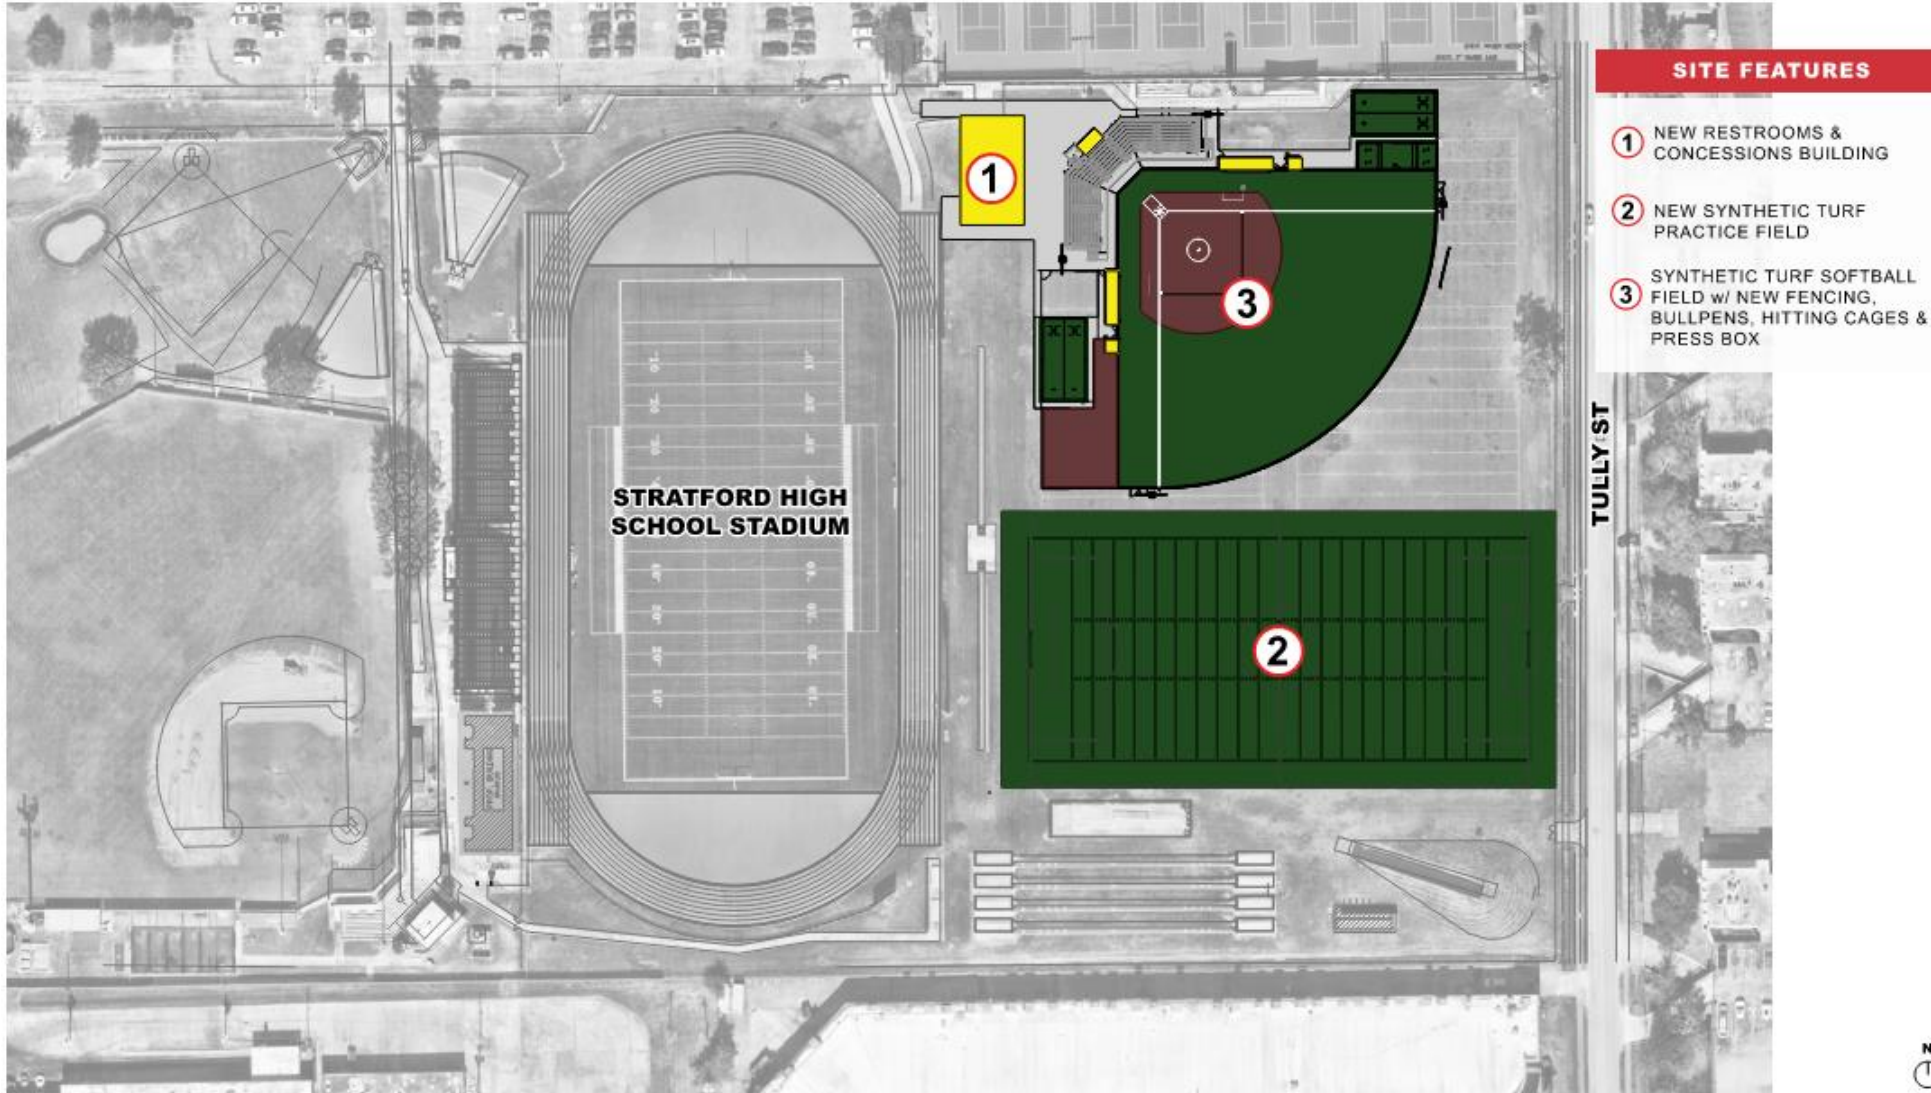 SITE FEATURES
1 NEW RESTROOMS &
CONCESSIONS BUILDING
2 NEW SYNTHETIC TURF
PRACTICE FIELD
3 SYNTHETIC TURF SOFTBALL
FIELD w/ NEW FENCING,
BULLPENS, HITTING CAGES &
PRESS BOX
1
3
STRATFORD HIGH
SCHOOL STADIUM
TULLY ST
2
N